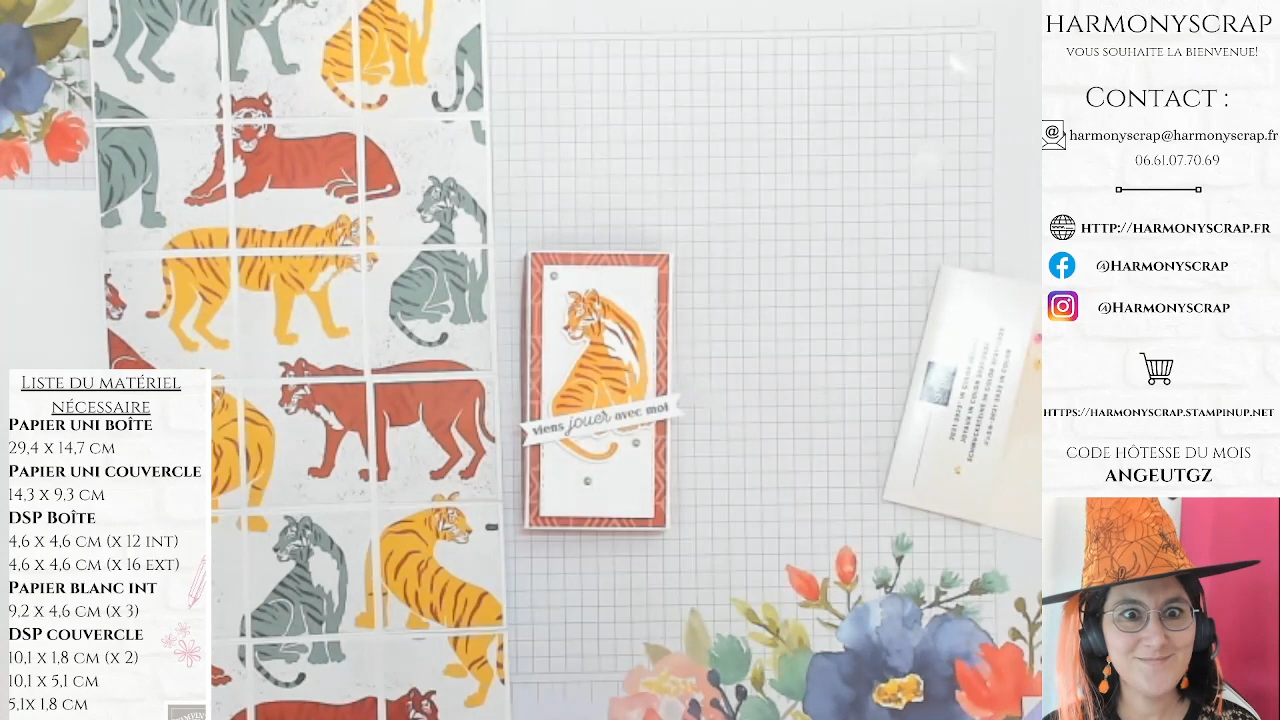 HARMONYSCRAP
VOUS SOUHAITE LA BIENVENUE!
CONTACT :
harmonyscrap@harmonyscrap.fr
06.61.07.70.69
HTTP://HARMONYSCRAP.FR
@HARMONYSCRAP
@HARMONYSCRAP
HTTPS://HARMONYSCRAP.STAMPINUP.NET
CODE HÔTESSE DU MOIS
ANGEUTGZ
LISTE DU MATÉRIEL
NÉCESSAIRE
PAPIER UNI BOÎTE
29,4 X 14,7 CM
PAPIER UNI COUVERCLE
14,3 X 9,3 CM
DSP BOÎTE
4,6 X 4,6 CM (X 12 INT)
4,6 X 4,6 CM (X 16 EXT)
PAPIER BLANC INT
9,2 X 4,6 CM (X 3)
DSP COUVERCLE
10,1 X 1,8 CM (X 2)
10,1 X 5,1 CM
5,1X 1,8 CM
viens jouer avec moi